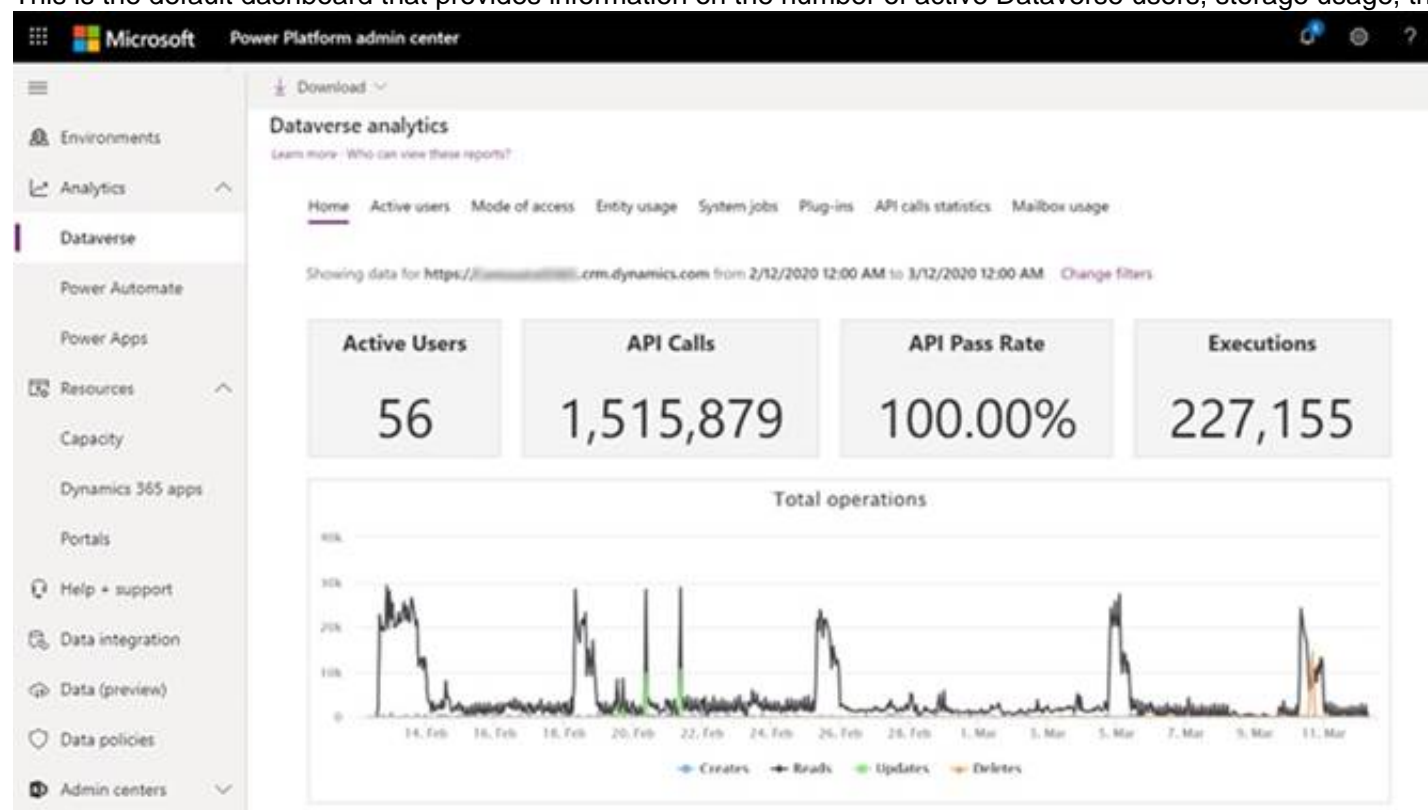 This is the default dashboard that provides information on the number of active Dataverse users, storage usage, th
Microsoft Power Platform admin center
Download
Dataverse analytics
Learn more · Who can view these reports?
Environments
Analytics
Dataverse
Power Automate
Power Apps
Resources
Capacity
Dynamics 365 apps
Portals
Help + support
Data integration
Data (preview)
Data policies
Admin centers
Home Active users Mode of access Entity usage System jobs Plug-ins API calls statistics Mailbox usage
Showing data for https:// .crm.dynamics.com from 2/12/2020 12:00 AM to 3/12/2020 12:00 AM Change filters
Active Users
56
API Calls
1,515,879
API Pass Rate
100.00%
Executions
227,155
Total operations
40k
30k
20k
10k
0
14. Feb 16. Feb 18. Feb 20. Feb 22. Feb 24. Feb 26. Feb 28. Feb 1. Mar 3. Mar 5. Mar 7. Mar 9. Mar 11. Mar
Creates Reads Updates Deletes